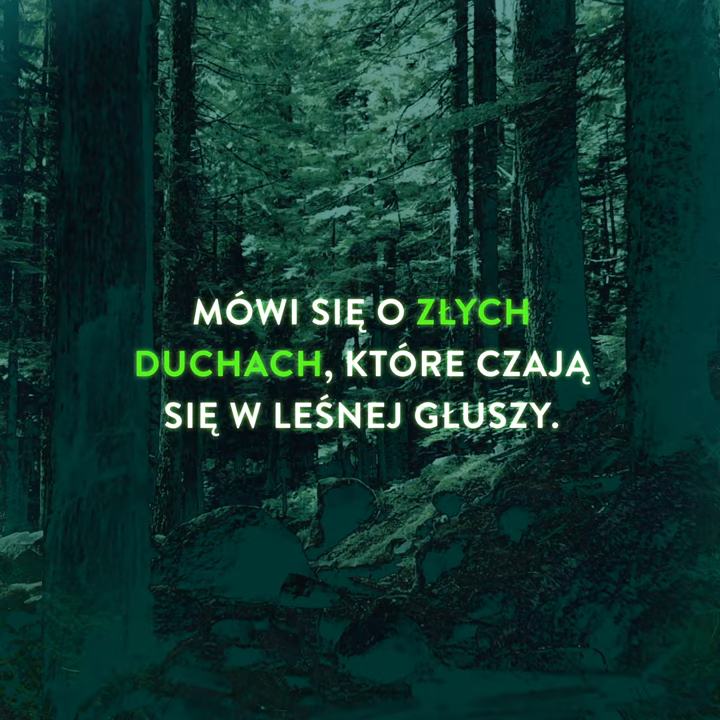 MÓWI SIĘ O ZŁYCH
DUCHACH, KTÓRE CZAJĄ
SIĘ W LEŚNEJ GŁUSZY.